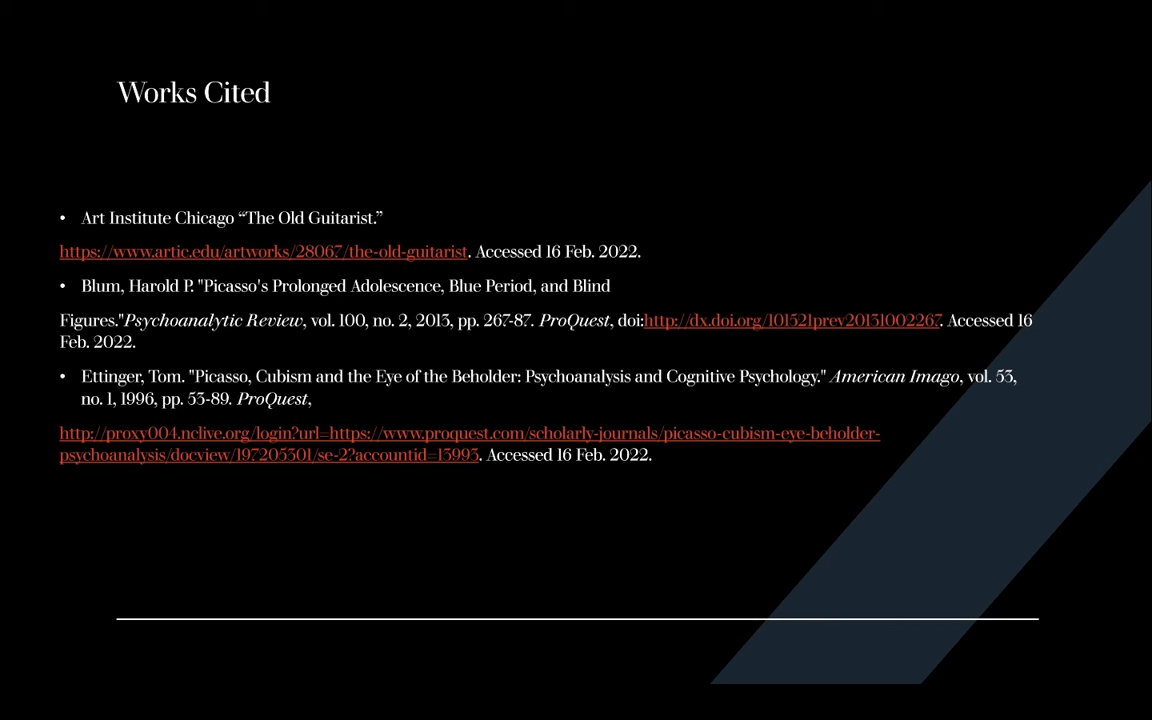 Works Cited
• Art Institute Chicago “The Old Guitarist.”
https://www.artic.edu/artworks/28067/the-old-guitarist. Accessed 16 Feb. 2022.
• Blum, Harold P. "Picasso's Prolonged Adolescence, Blue Period, and Blind
Figures."Psychoanalytic Review, vol. 100, no. 2, 2013, pp. 267-87. ProQuest, doi:http://dx.doi.org/101521prev20131002267. Accessed 16
Feb. 2022.
• Ettinger, Tom. "Picasso, Cubism and the Eye of the Beholder: Psychoanalysis and Cognitive Psychology." American Imago, vol. 53,
no. 1, 1996, pp. 53-89. ProQuest,
http://proxy004.nclive.org/login?url=https://www.proquest.com/scholarly-journals/picasso-cubism-eye-beholder-
psychoanalysis/docview/197205301/se-2?accountid=13993. Accessed 16 Feb. 2022.